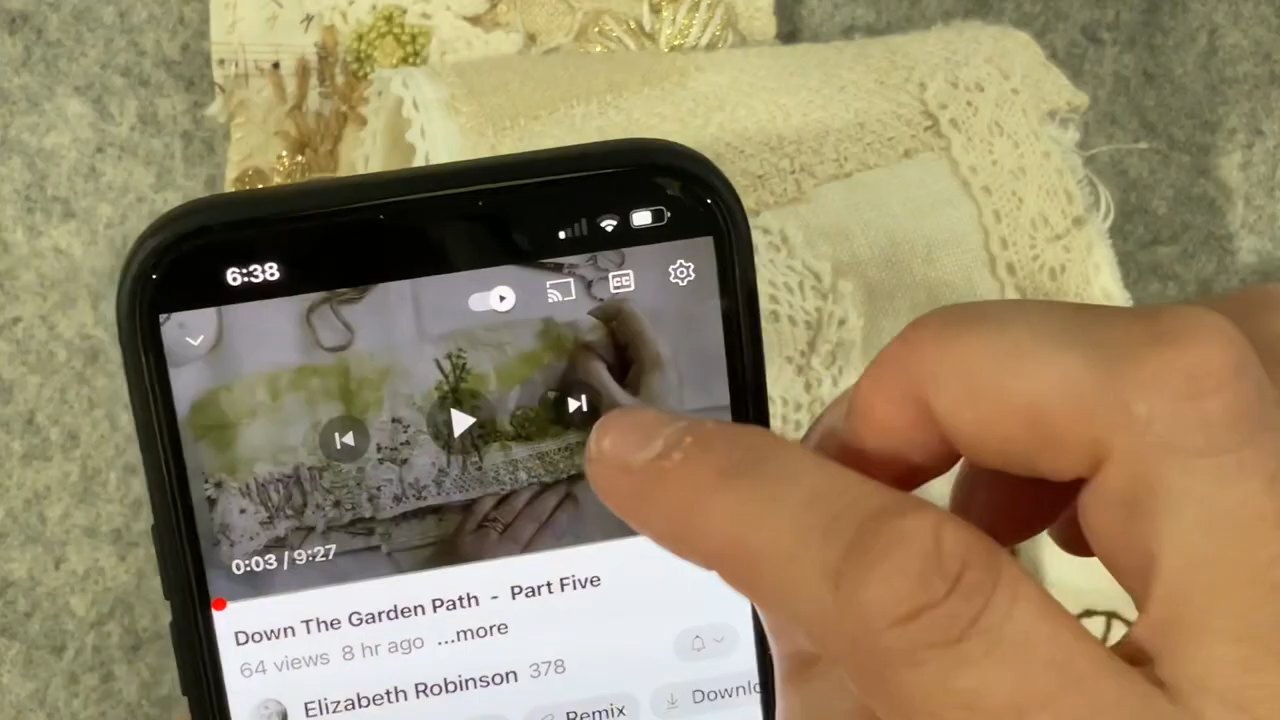 6:38
CC
0:03 / 9:27
Down The Garden Path - Part Five
64 views 8 hr ago ...more
Elizabeth Robinson 378
Remix
Downlo